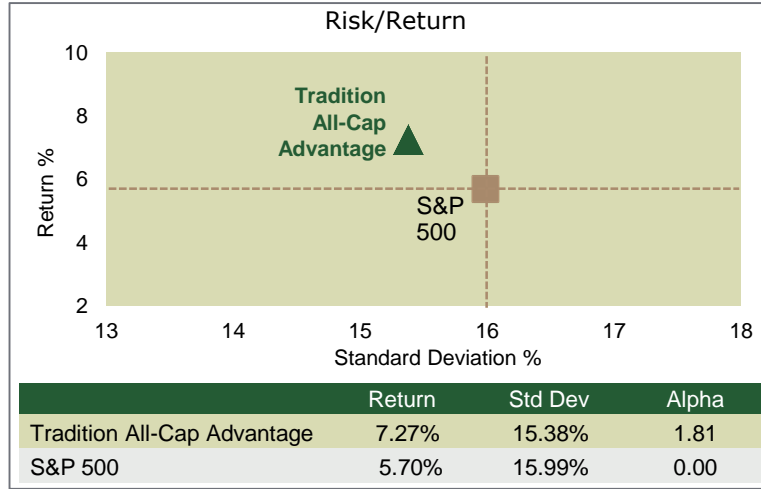 Risk/Return
Return %
10
8
6
4
2
Tradition
All-Cap
Advantage
S&P
500
13 14 15 16 17 18
Standard Deviation %
Return Std Dev Alpha
Tradition All-Cap Advantage 7.27% 15.38% 1.81
S&P 500 5.70% 15.99% 0.00